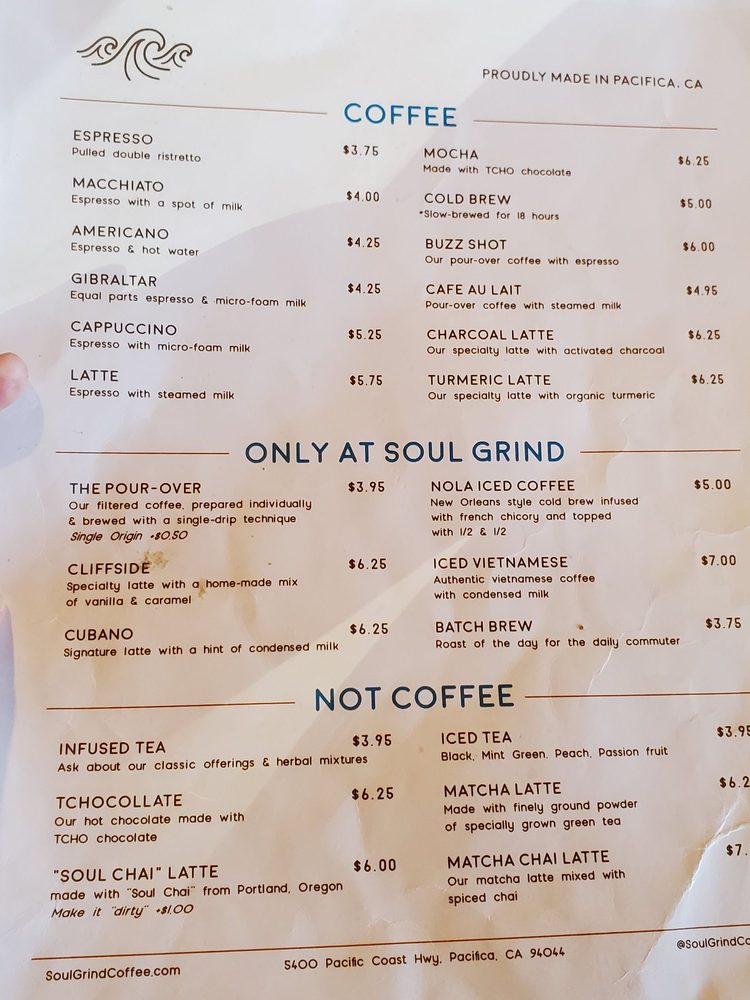 PROUDLY MADE IN PACIFICA, CA
COFFEE
ESPRESSO $3.75
Pulled double ristretto
MACCHIATO $4.00
Espresso with a spot of milk
AMERICANO $4.25
Espresso & hot water
GIBRALTAR $4.25
Equal parts espresso & micro-foam milk
CAPPUCCINO $5.25
Espresso with micro-foam milk
LATTE $5.75
Espresso with steamed milk
MOCHA $6.25
Made with TCHO chocolate
COLD BREW $5.00
*Slow-brewed for 18 hours
BUZZ SHOT $6.00
Our pour-over coffee with espresso
CAFE AU LAIT $4.95
Pour-over coffee with steamed milk
CHARCOAL LATTE $6.25
Our specialty latte with activated charcoal
TURMERIC LATTE $6.25
Our specialty latte with organic turmeric
ONLY AT SOUL GRIND
THE POUR-OVER $3.95
Our filtered coffee, prepared individually
& brewed with a single-drip technique
Single Origin +$0.50
CLIFFSIDE $6.25
Specialty latte with a home-made mix
of vanilla & caramel
CUBANO $6.25
Signature latte with a hint of condensed milk
NOLA ICED COFFEE $5.00
New Orleans style cold brew infused
with french chicory and topped
with 1/2 & 1/2
ICED VIETNAMESE $7.00
Authentic vietnamese coffee
with condensed milk
BATCH BREW $3.75
Roast of the day for the daily commuter
NOT COFFEE
INFUSED TEA $3.95
Ask about our classic offerings & herbal mixtures
TCHOCOLLATE $6.25
Our hot chocolate made with
TCHO chocolate
"SOUL CHAI" LATTE $6.00
made with "Soul Chai" from Portland, Oregon
Make it "dirty" +$1.00
ICED TEA $3.95
Black, Mint Green, Peach, Passion fruit
MATCHA LATTE $6.2
Made with finely ground powder
of specially grown green tea
MATCHA CHAI LATTE $7.
Our matcha latte mixed with
spiced chai
SoulGrindCoffee.com
5400 Pacific Coast Hwy, Pacifica, CA 94044
@SoulGrindCo